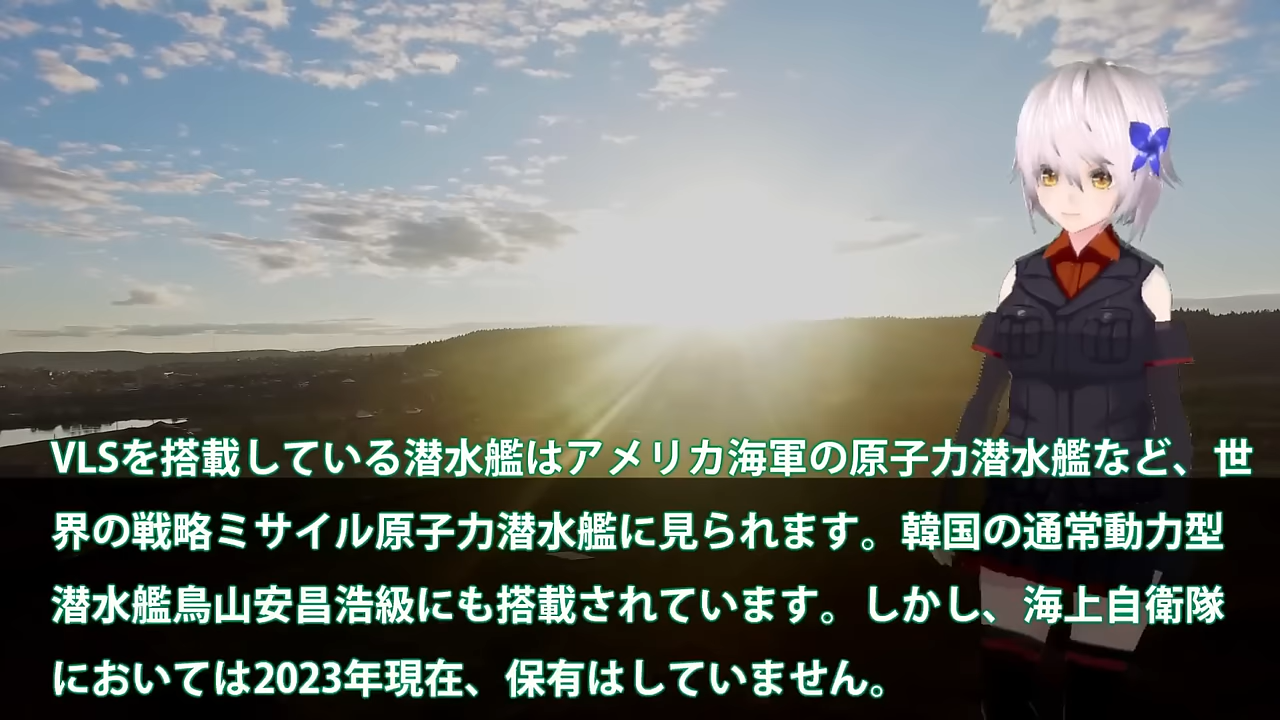 VLSを搭載している潜水艦はアメリカ海軍の原子力潜水艦など、世
界の戦略ミサイル原子力潜水艦に見られます。韓国の通常動力型
潜水艦鳥山安昌浩級にも搭載されています。しかし、海上自衛隊
においては2023年現在、保有はしていません。